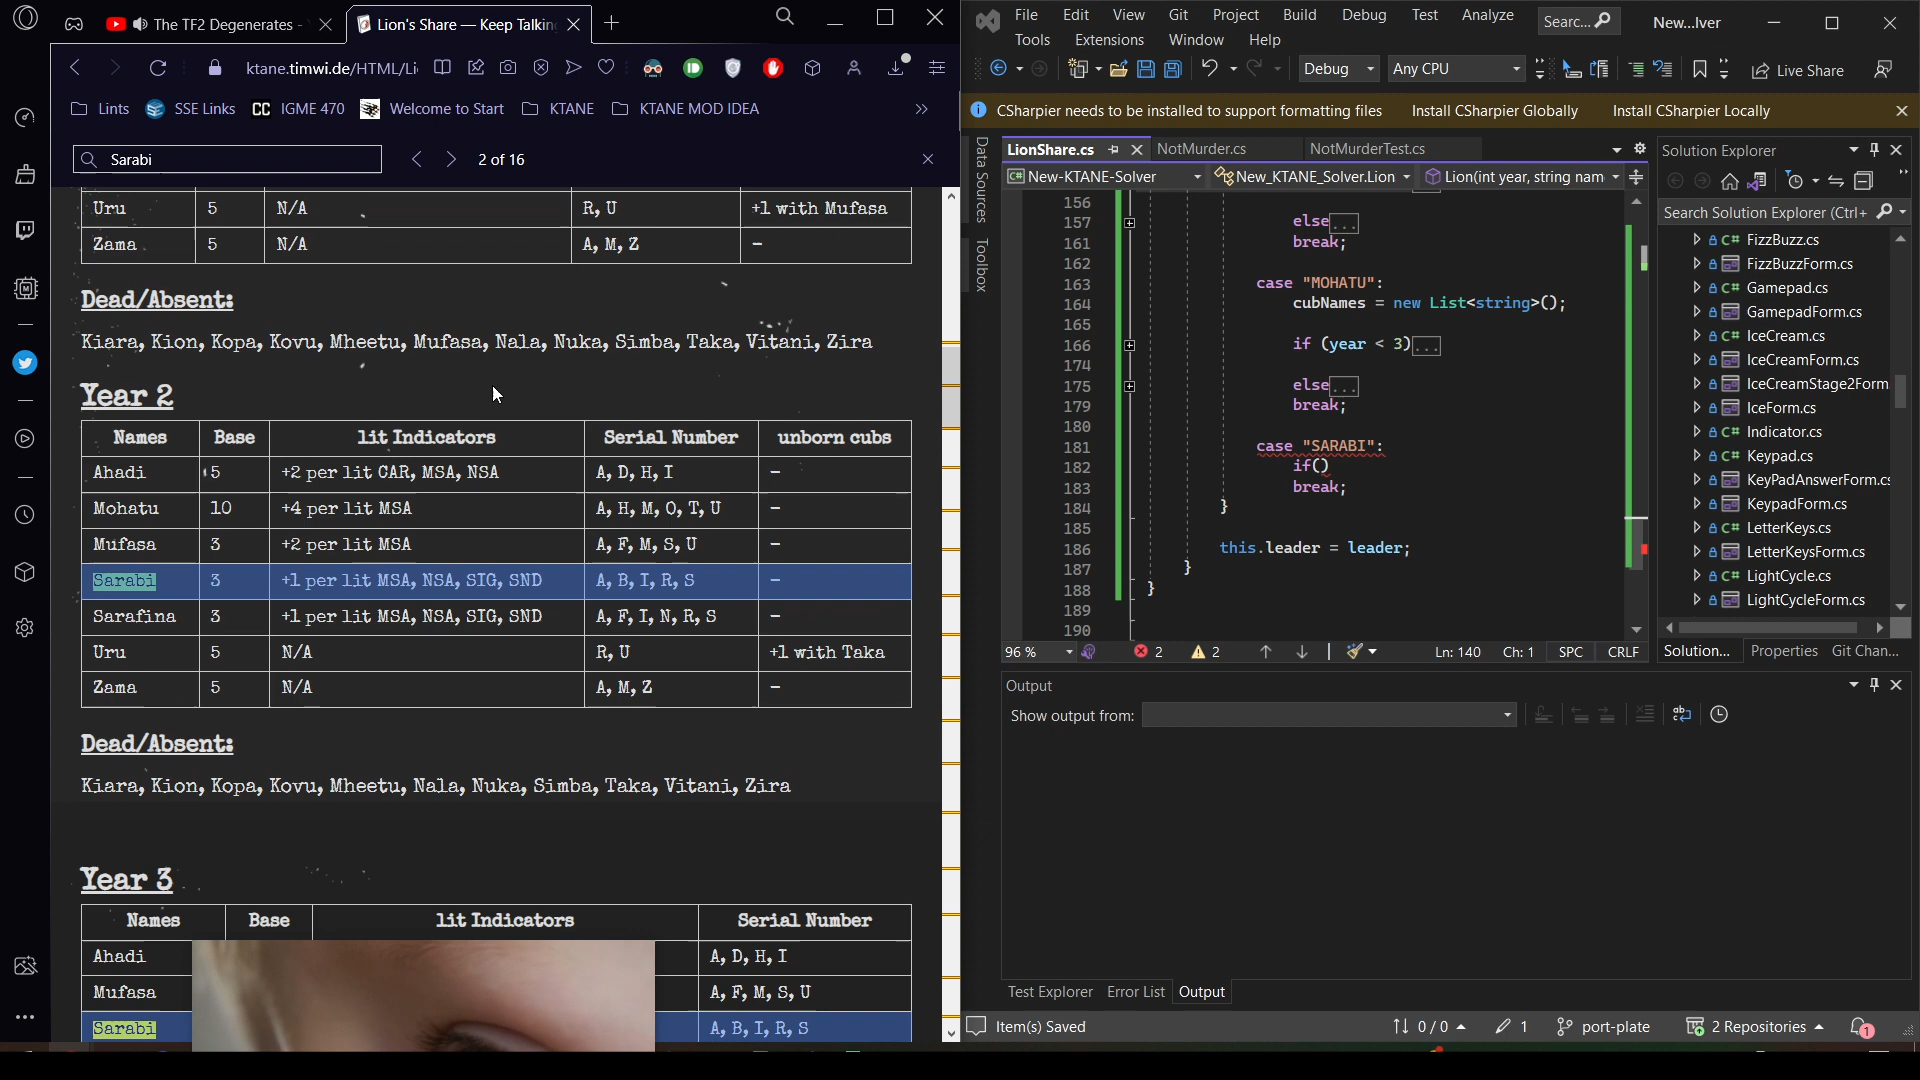 The TF2 Degenerates -
Lion's Share — Keep Talkin
ktane.timwi.de/HTML/Li
Lints
SSE Links
CC IGME 470
Welcome to Start
KTANE
KTANE MOD IDEA
Sarabi
2 of 16
Uru 5 N/A R, U +1 with Mufasa
Zama 5 N/A A, M, Z -
Dead/Absent:
Kiara, Kion, Kopa, Kovu, Mheetu, Mufasa, Nala, Nuka, Simba, Taka, Vitani, Zira
Year 2
Names Base lit Indicators Serial Number unborn cubs
Ahadi 5 +2 per lit CAR, MSA, NSA A, D, H, I -
Mohatu 10 +4 per lit MSA A, H, M, O, T, U -
Mufasa 3 +2 per lit MSA A, F, M, S, U -
Sarabi 3 +1 per lit MSA, NSA, SIG, SND A, B, I, R, S -
Sarafina 3 +1 per lit MSA, NSA, SIG, SND A, F, I, N, R, S -
Uru 5 N/A R, U +1 with Taka
Zama 5 N/A A, M, Z -
Dead/Absent:
Kiara, Kion, Kopa, Kovu, Mheetu, Nala, Nuka, Simba, Taka, Vitani, Zira
Year 3
Names Base lit Indicators Serial Number
Ahadi A, D, H, I
Mufasa A, F, M, S, U
Sarabi A, B, I, R, S
File Edit View Git Project Build Debug Test Analyze
Tools Extensions Window Help
Searc...
New...lver
Debug
Any CPU
Live Share
CSharpier needs to be installed to support formatting files Install CSharpier Globally Install CSharpier Locally
Data Sources
Toolbox
LionShare.cs NotMurder.cs NotMurderTest.cs
New-KTANE-Solver New_KTANE_Solver.Lion Lion(int year, string nam
156
157 else...
161 break;
162
163 case "MOHATU":
164 cubNames = new List<string>();
165
166 if (year < 3)...
174
175 else...
179 break;
180
181 case "SARABI":
182 if()
183 break;
184 }
185
186 this.leader = leader;
187 }
188 }
189
190
96 % 2 2 Ln: 140 Ch: 1 SPC CRLF
Solution Explorer
Search Solution Explorer (Ctrl+
C# FizzBuzz.cs
FizzBuzzForm.cs
C# Gamepad.cs
GamepadForm.cs
C# IceCream.cs
IceCreamForm.cs
IceCreamStage2Form
IceForm.cs
C# Indicator.cs
C# Keypad.cs
KeyPadAnswerForm.cs
KeypadForm.cs
C# LetterKeys.cs
LetterKeysForm.cs
C# LightCycle.cs
LightCycleForm.cs
Solution... Properties Git Chan...
Output
Show output from:
Test Explorer Error List Output
Item(s) Saved 0 / 0 1 port-plate 2 Repositories 1